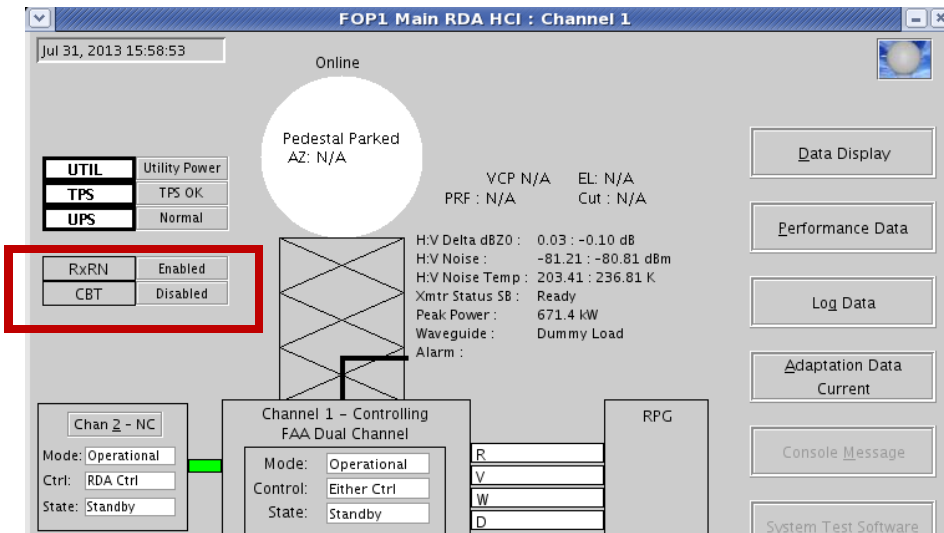 FOP1 Main RDA HCI : Channel 1
Jul 31, 2013 15:58:53
Online
Pedestal Parked
AZ: N/A
UTIL Utility Power
TPS TPS OK
UPS Normal
RxRN Enabled
CBT Disabled
VCP N/A EL: N/A
PRF : N/A Cut : N/A
H:V Delta dBZ0 : 0.03 : -0.10 dB
H:V Noise : -81.21 : -80.81 dBm
H:V Noise Temp : 203.41 : 236.81 K
Xmtr Status SB : Ready
Peak Power : 671.4 kW
Waveguide : Dummy Load
Alarm :
Data Display
Performance Data
Log Data
Adaptation Data
Current
Console Message
System Test Software
Chan 2 - NC
Mode: Operational
Ctrl: RDA Ctrl
State: Standby
Channel 1 - Controlling
FAA Dual Channel
Mode: Operational
Control: Either Ctrl
State: Standby
R
V
W
D
RPG